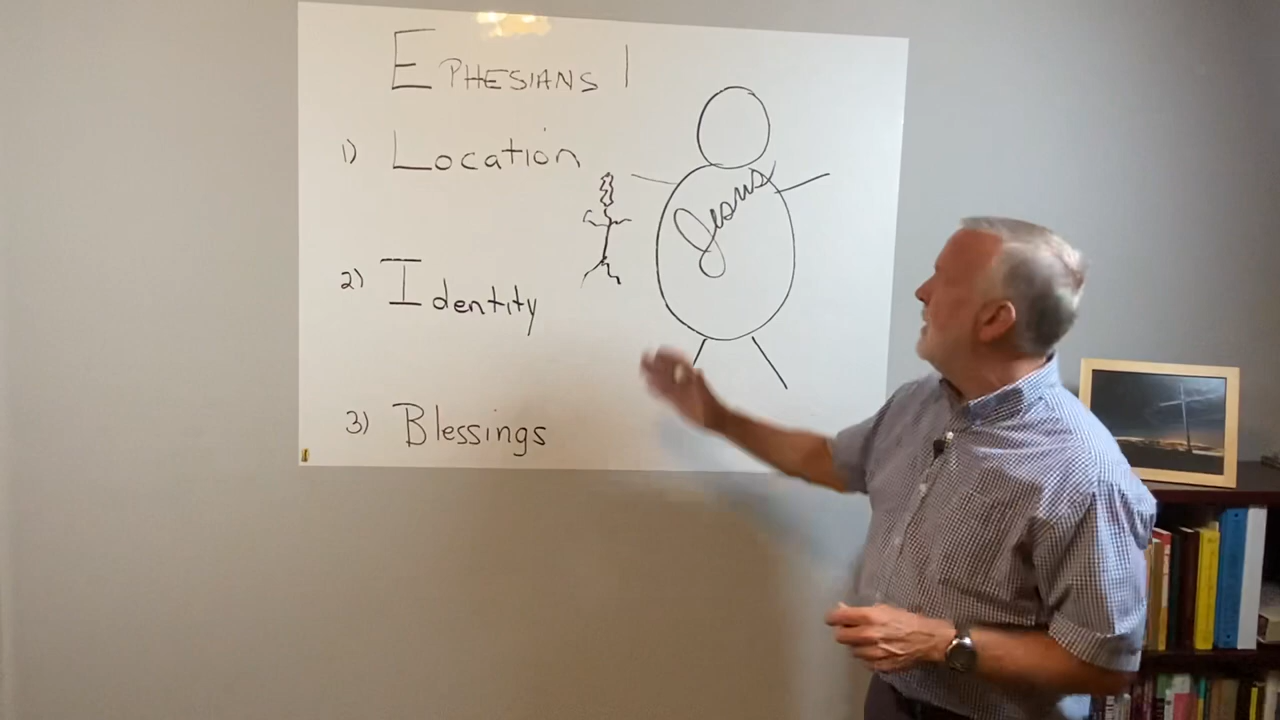 EPHESIANS 1
1) Location
2) Identity
3) Blessings
Jesus